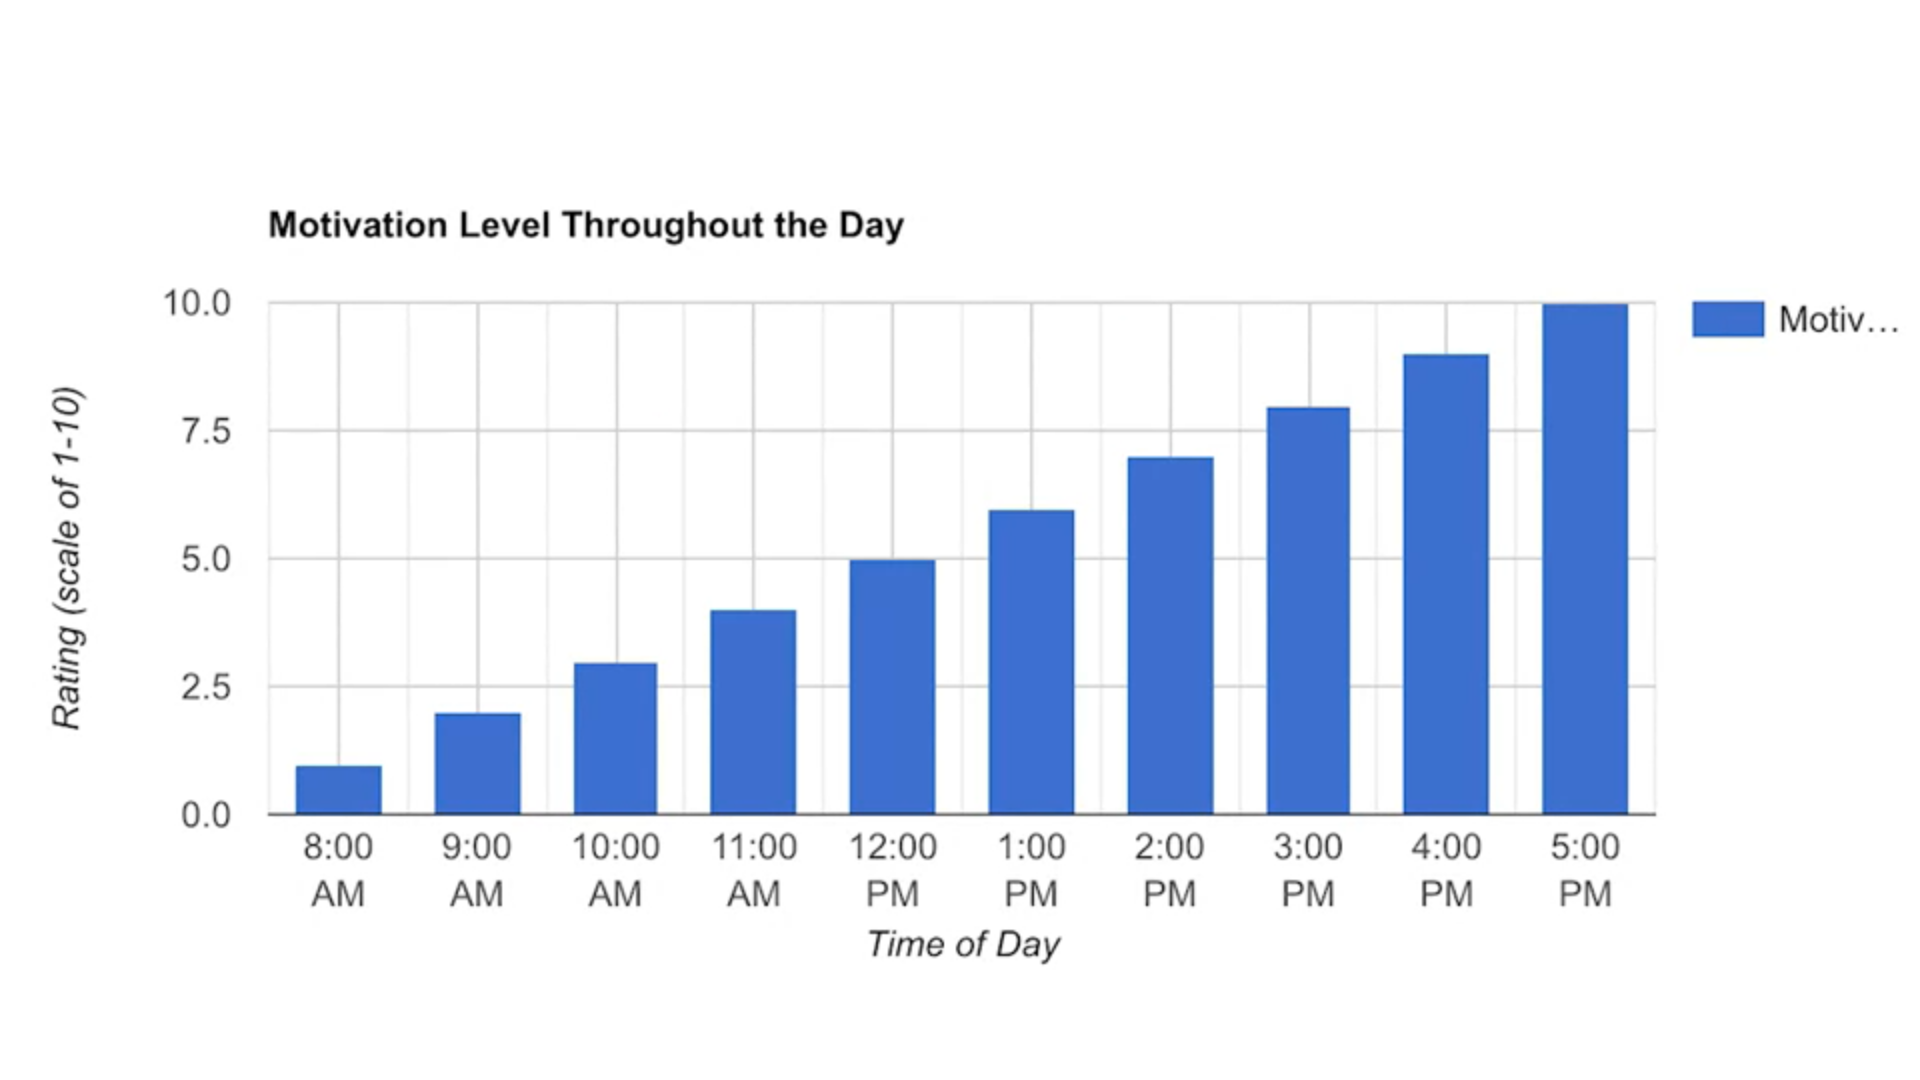 Motivation Level Throughout the Day
10.0
7.5
5.0
2.5
0.0
Rating (scale of 1-10)
Motiv...
8:00 AM
9:00 AM
10:00 AM
11:00 AM
12:00 PM
1:00 PM
2:00 PM
3:00 PM
4:00 PM
5:00 PM
Time of Day